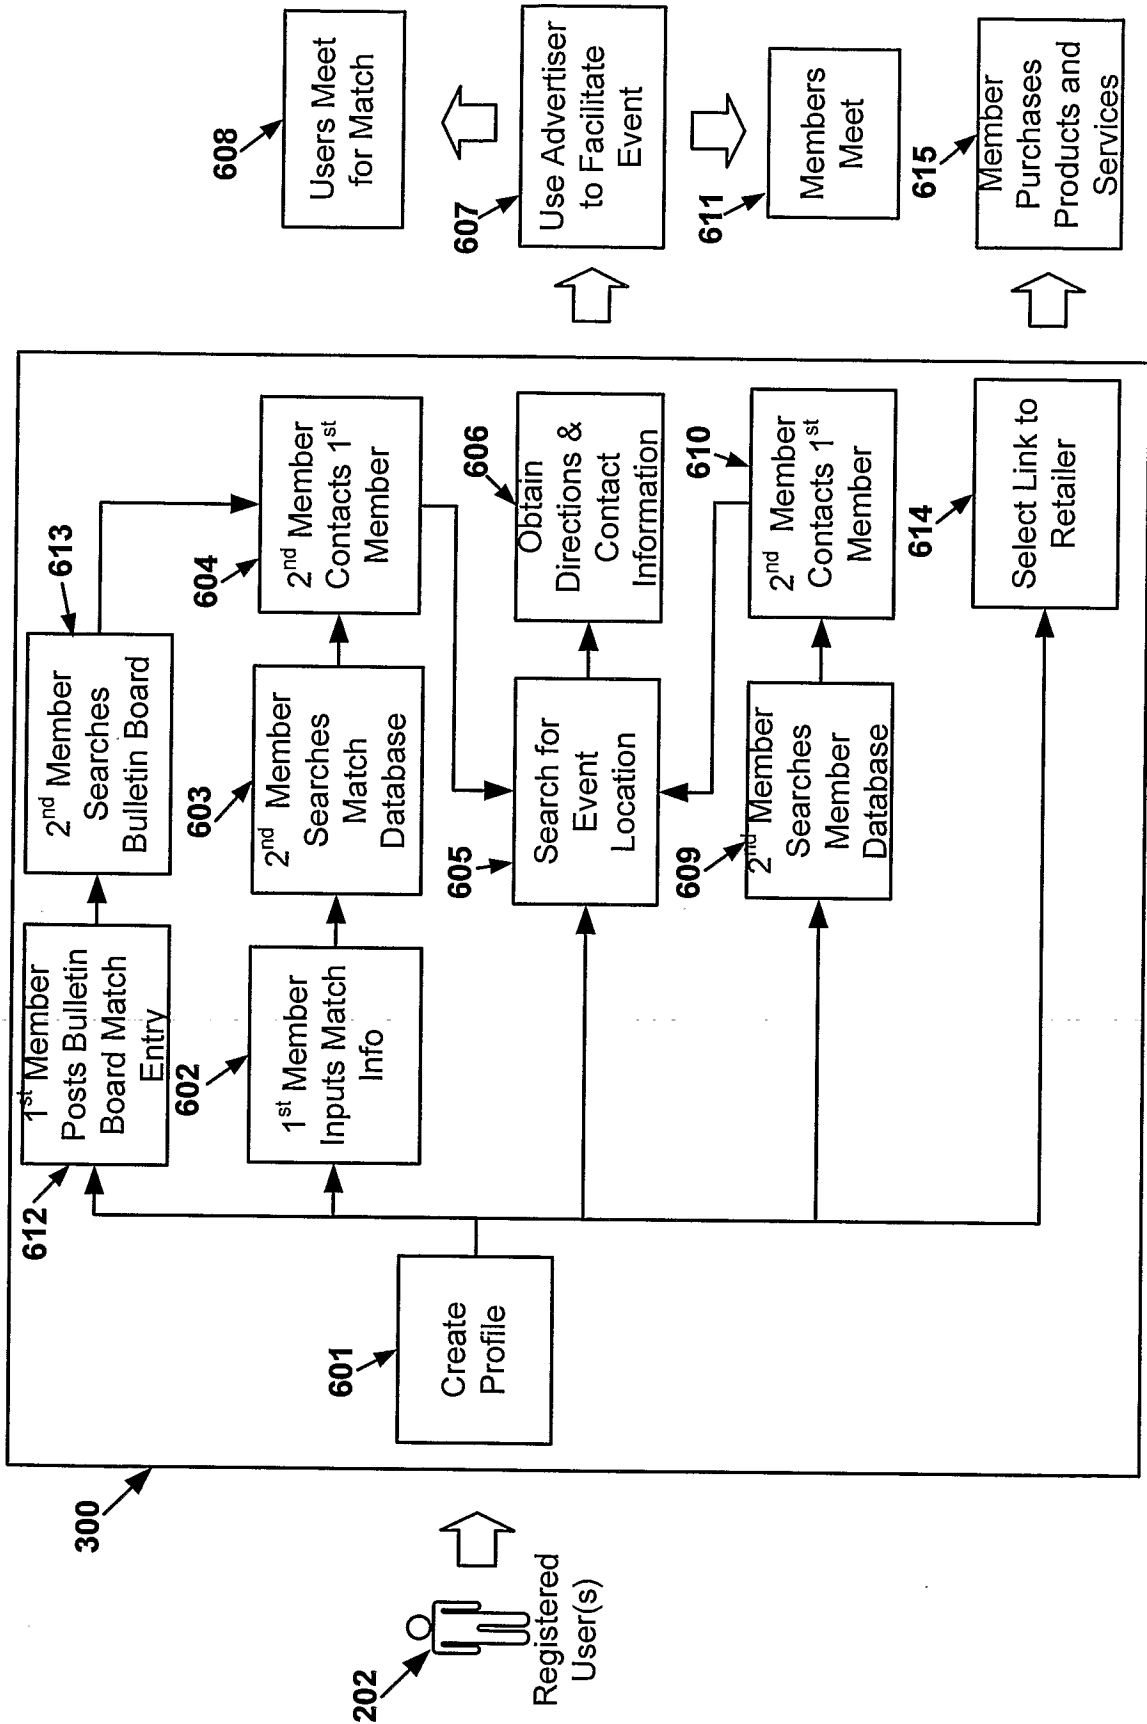 202
Registered
User(s)
300
601
Create
Profile
612
1st Member
Posts Bulletin
Board Match
Entry
613
2nd Member
Searches
Bulletin Board
602
1st Member
Inputs Match
Info
603
2nd Member
Searches
Match
Database
604
2nd Member
Contacts 1st
Member
605
Search for
Event
Location
606
Obtain
Directions &
Contact
Information
609
2nd Member
Searches
Member
Database
610
2nd Member
Contacts 1st
Member
614
Select Link to
Retailer
608
Users Meet
for Match
607
Use Advertiser
to Facilitate
Event
611
Members
Meet
615
Member
Purchases
Products and
Services